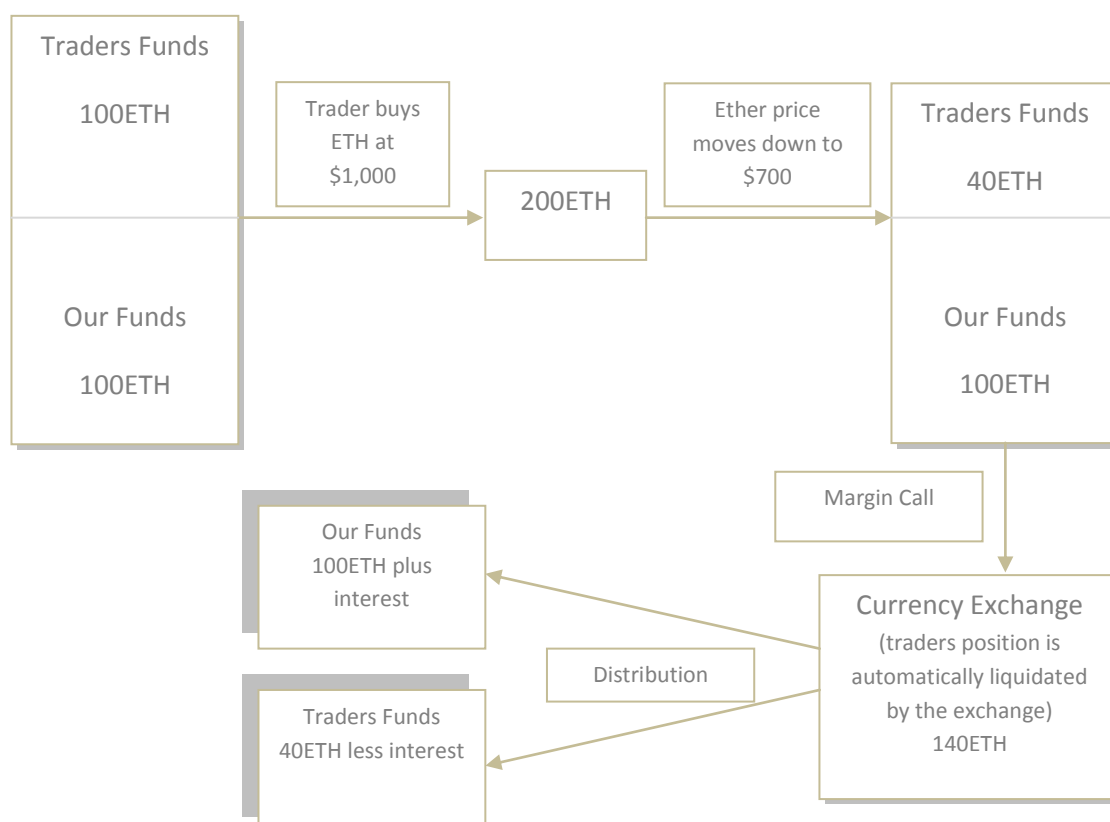 Traders Funds
100ETH
Our Funds
100ETH
Trader buys
ETH at
$1,000
200ETH
Ether price
moves down to
$700
Traders Funds
40ETH
Our Funds
100ETH
Margin Call
Currency Exchange
(traders position is
automatically liquidated
by the exchange)
140ETH
Distribution
Our Funds
100ETH plus
interest
Traders Funds
40ETH less interest